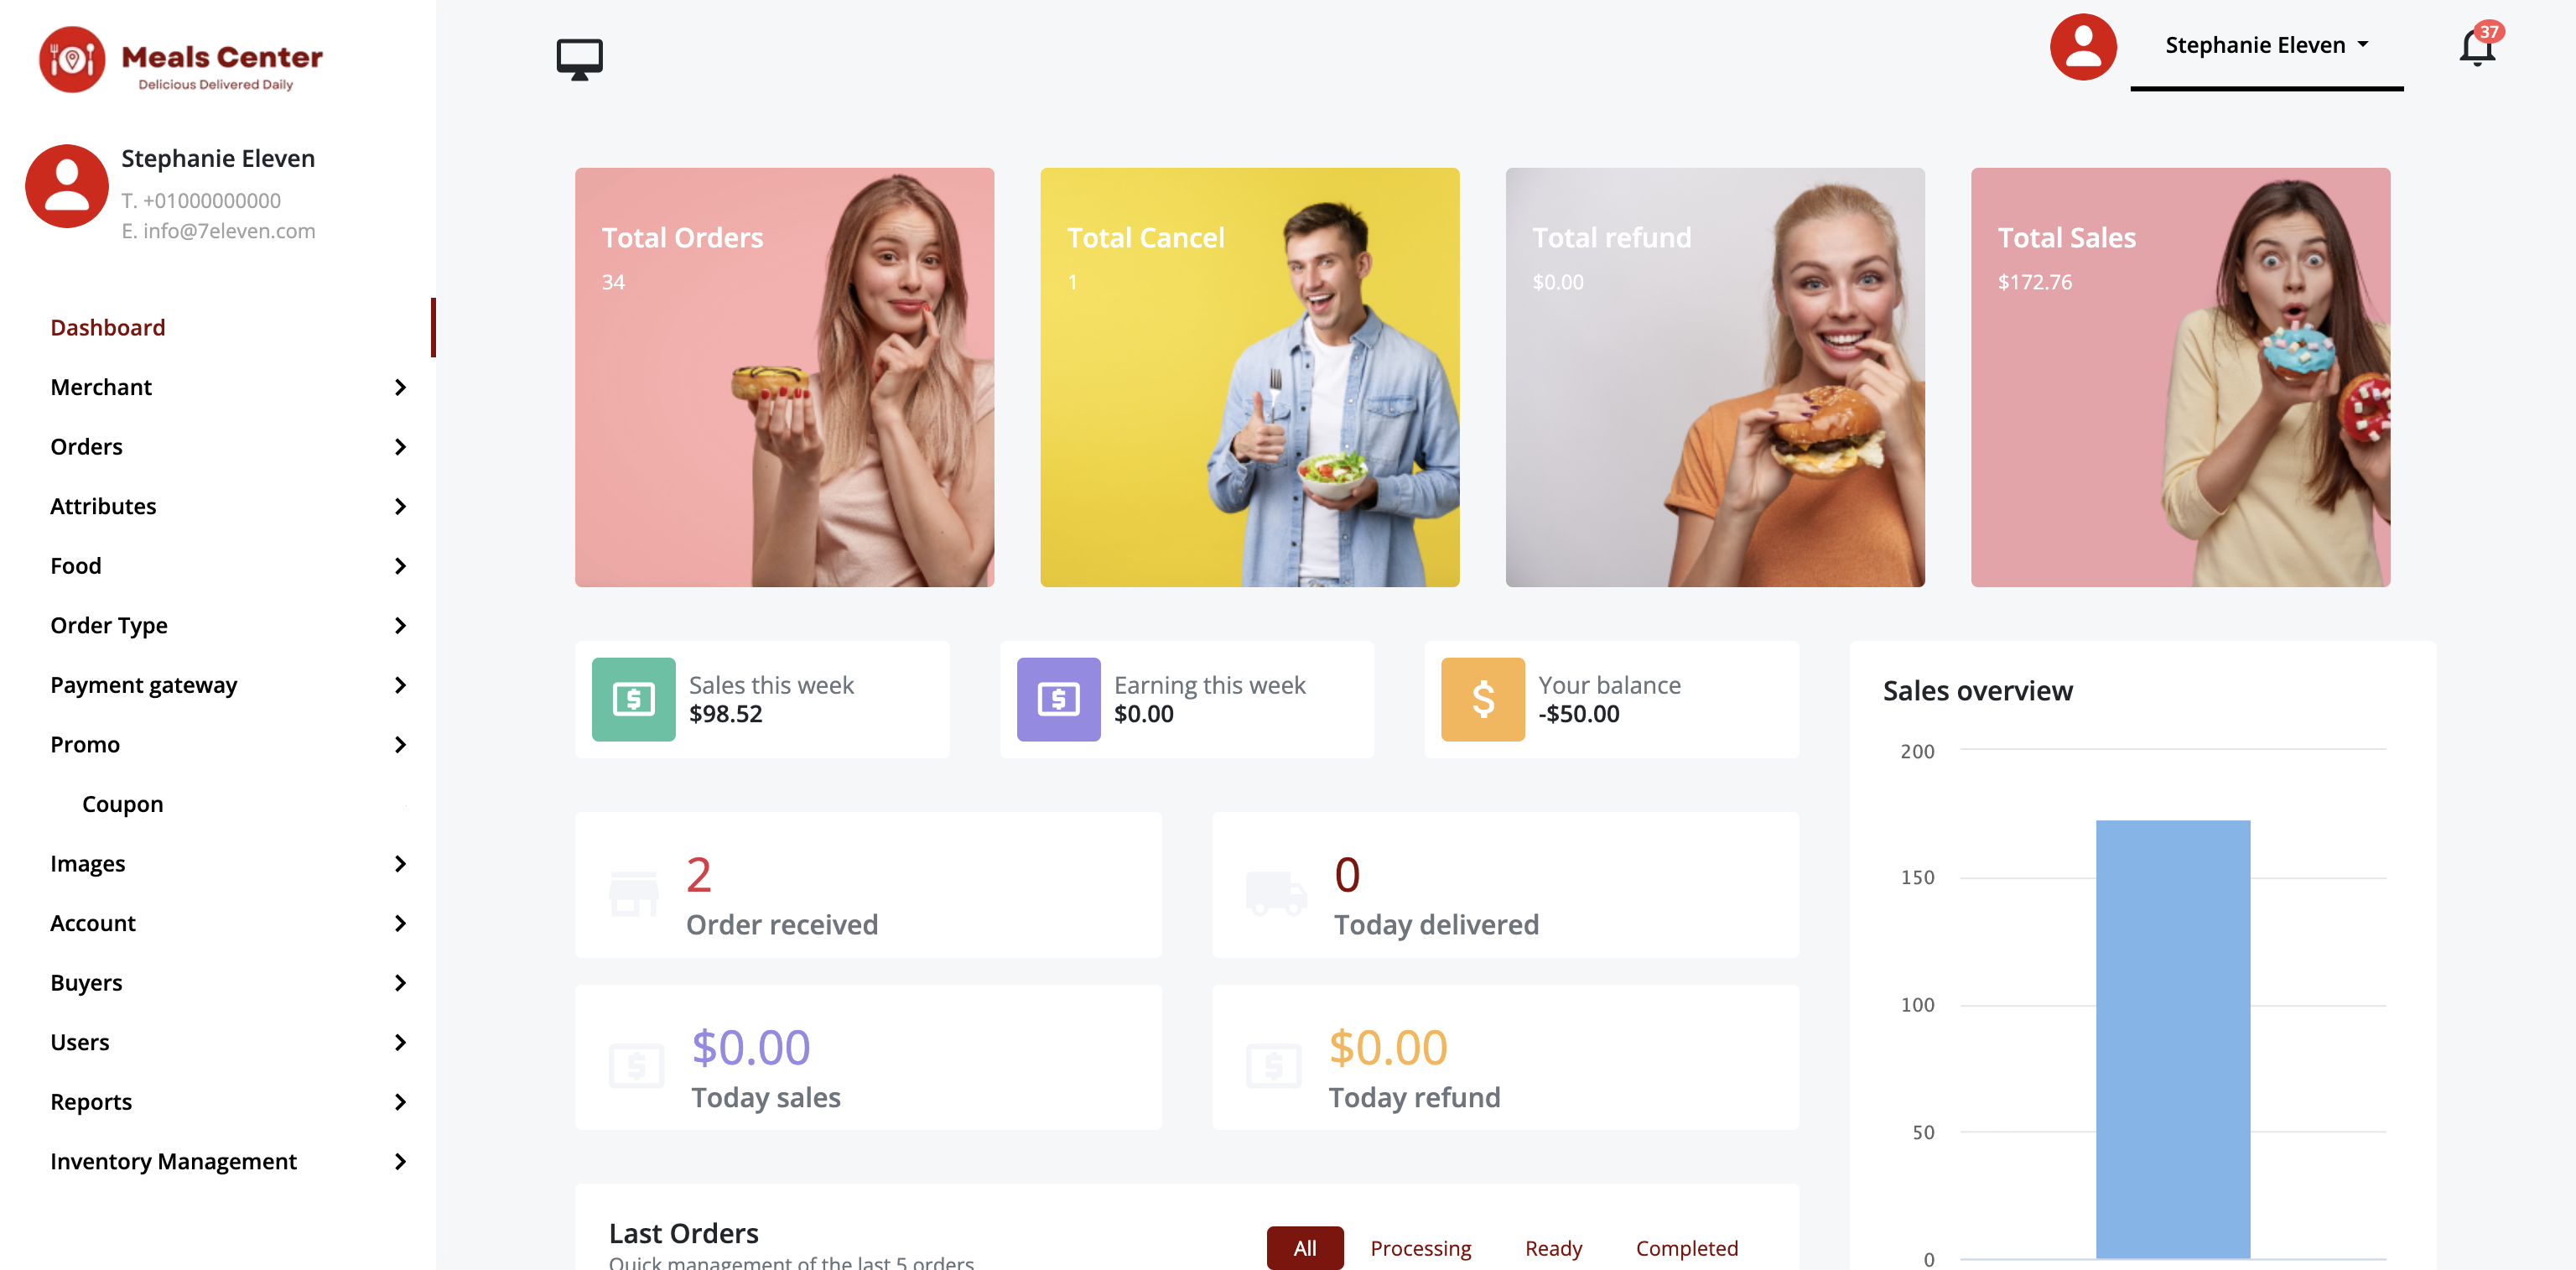 Meals Center
Delicious Delivered Daily
Stephanie Eleven
T. +01000000000
E. info@7eleven.com
Dashboard
Merchant
Orders
Attributes
Food
Order Type
Payment gateway
Promo
Coupon
Images
Account
Buyers
Users
Reports
Inventory Management
Stephanie Eleven
37
Total Orders
34
Total Cancel
1
Total refund
$0.00
Total Sales
$172.76
Sales this week
$98.52
Earning this week
$0.00
Your balance
-$50.00
2
Order received
0
Today delivered
$0.00
Today sales
$0.00
Today refund
Sales overview
200
150
100
50
0
Last Orders
Quick management of the last 5 orders
All
Processing
Ready
Completed